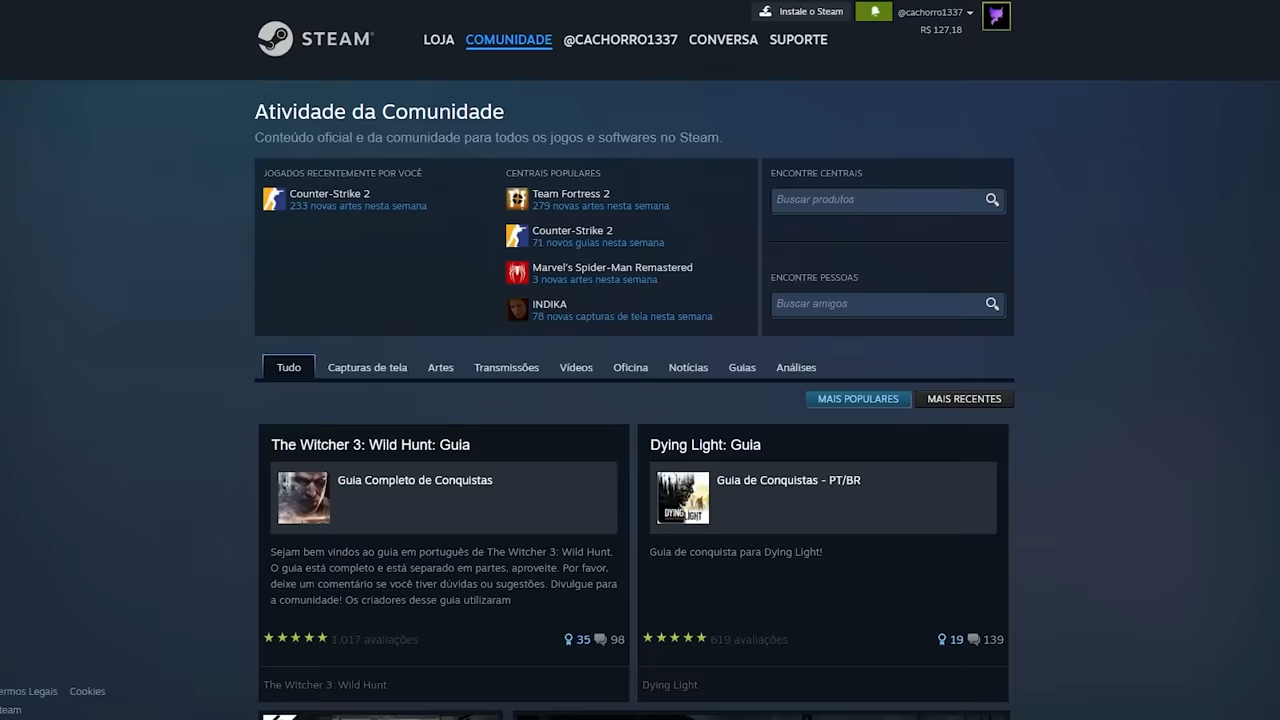 Instale o Steam
@cachorro1337
R$ 127,18
STEAM®
LOJA COMUNIDADE @CACHORRO1337 CONVERSA SUPORTE
Atividade da Comunidade
Conteúdo oficial e da comunidade para todos os jogos e softwares no Steam.
JOGADOS RECENTEMENTE POR VOCÊ
Counter-Strike 2
233 novas artes nesta semana
CENTRAIS POPULARES
Team Fortress 2
279 novas artes nesta semana
Counter-Strike 2
71 novos guias nesta semana
Marvel's Spider-Man Remastered
3 novas artes nesta semana
INDIKA
78 novas capturas de tela nesta semana
ENCONTRE CENTRAIS
Buscar produtos
ENCONTRE PESSOAS
Buscar amigos
Tudo Capturas de tela Artes Transmissões Vídeos Oficina Notícias Guias Análises
MAIS POPULARES MAIS RECENTES
The Witcher 3: Wild Hunt: Guia
Guia Completo de Conquistas
Sejam bem vindos ao guia em português de The Witcher 3: Wild Hunt.
O guia está completo e está separado em partes, aproveite. Por favor,
deixe um comentário se você tiver dúvidas ou sugestões. Divulgue para
a comunidade! Os criadores desse guia utilizaram
1,017 avaliações
35 98
The Witcher 3: Wild Hunt
Dying Light: Guia
DYING LIGHT
Guia de Conquistas - PT/BR
Guia de conquista para Dying Light!
619 avaliações
19 139
Dying Light
ermos Legais Cookies
team